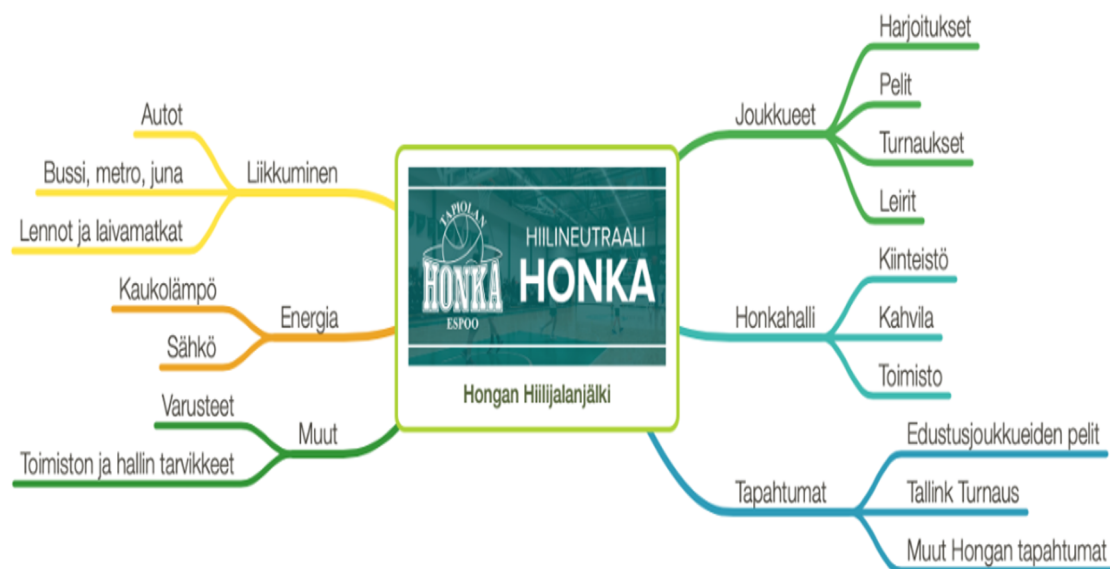 Autot
Bussi, metro, juna
Lennot ja laivamatkat
Liikkuminen
Kaukolämpö
Sähkö
Energia
Varusteet
Toimiston ja hallin tarvikkeet
Muut
TAPIOLAN
HONKA
ESPOO
HIILINEUTRAALI
HONKA
Hongan Hiilijalanjälki
Joukkueet
Harjoitukset
Pelit
Turnaukset
Leirit
Honkahalli
Kiinteistö
Kahvila
Toimisto
Tapahtumat
Edustusjoukkueiden pelit
Tallink Turnaus
Muut Hongan tapahtumat